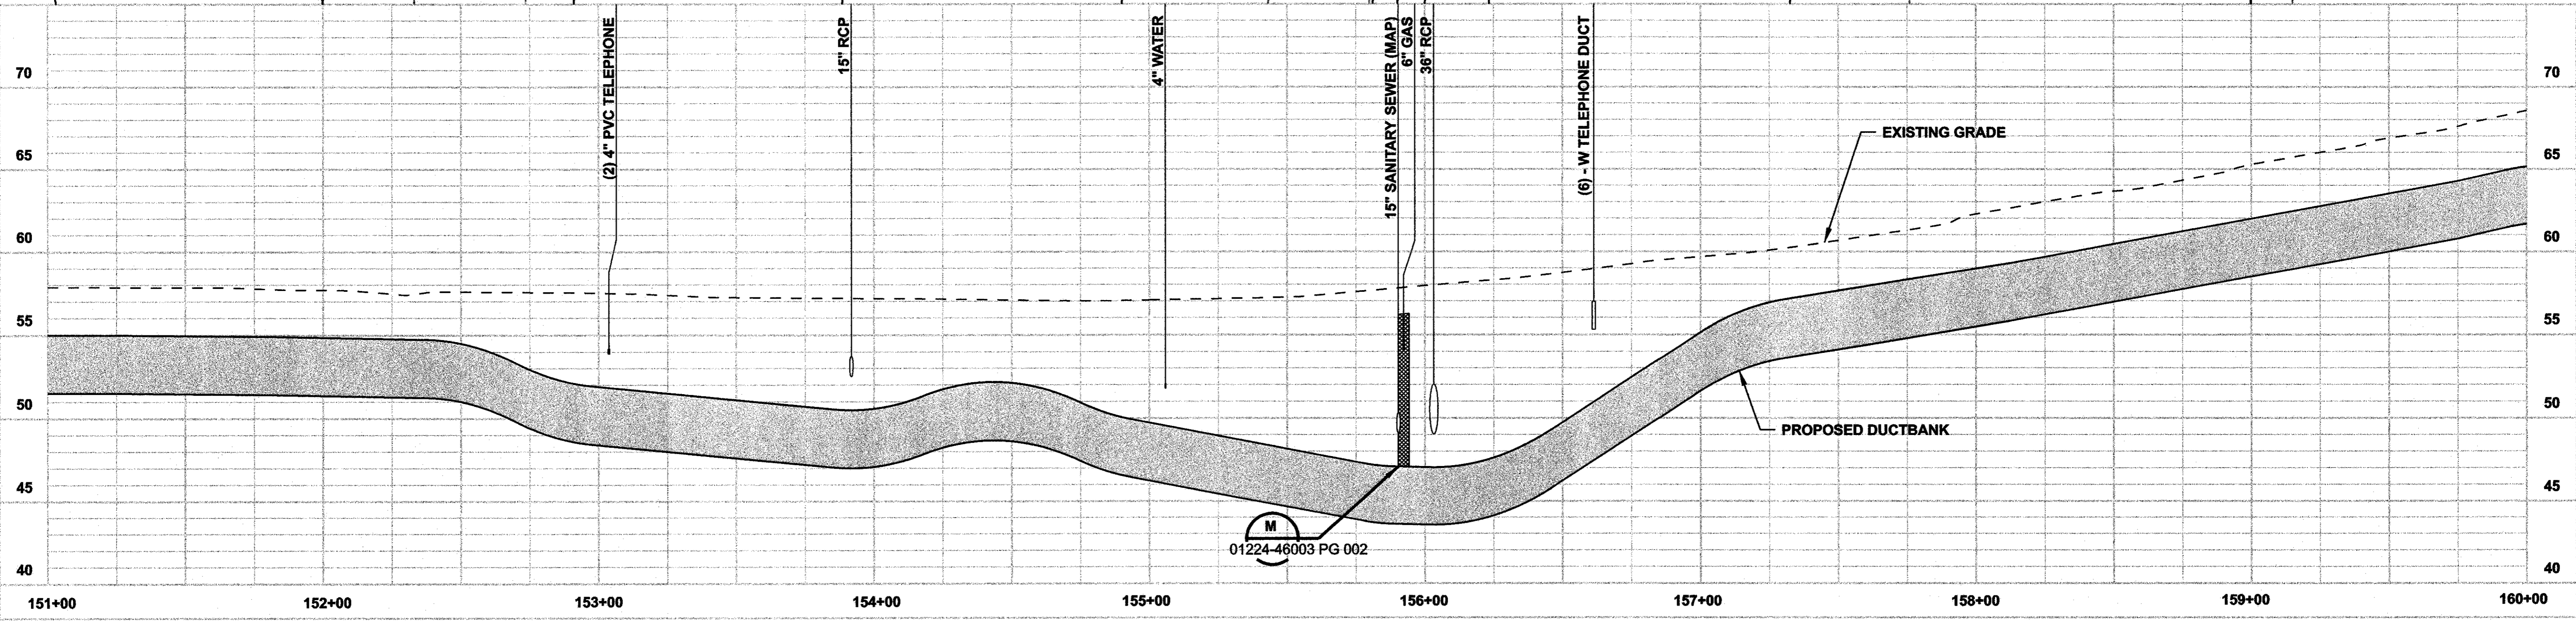 (2) 4" PVC TELEPHONE
15" RCP
4" WATER
15" SANITARY SEWER (MAP)
6" GAS
36" RCP
(6) - W TELEPHONE DUCT
70
70
65
65
60
60
55
55
50
50
45
45
40
40
EXISTING GRADE
PROPOSED DUCTBANK
M
01224-46003 PG 002
151+00
152+00
153+00
154+00
155+00
156+00
157+00
158+00
159+00
160+00